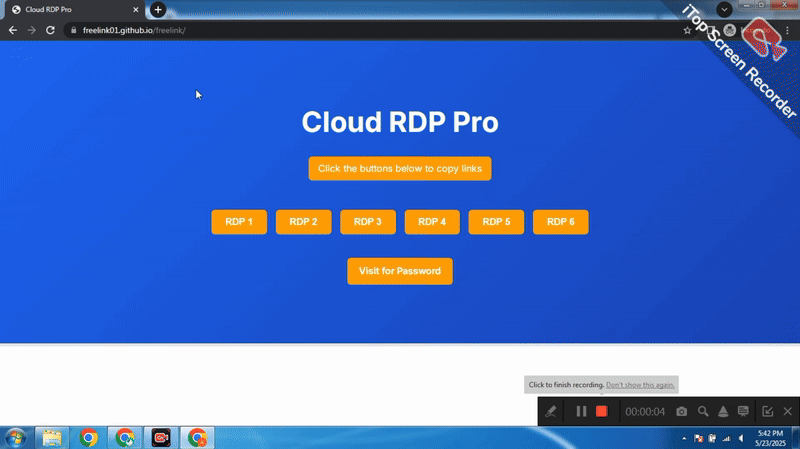 Cloud RDP Pro
freelink01.github.io/freelink/
iTop Screen Recorder
Cloud RDP Pro
Click the buttons below to copy links
RDP 1 RDP 2 RDP 3 RDP 4 RDP 5 RDP 6
Visit for Password
Click to finish recording. Don't show this again.
00:00:04
5:42 PM
5/23/2025